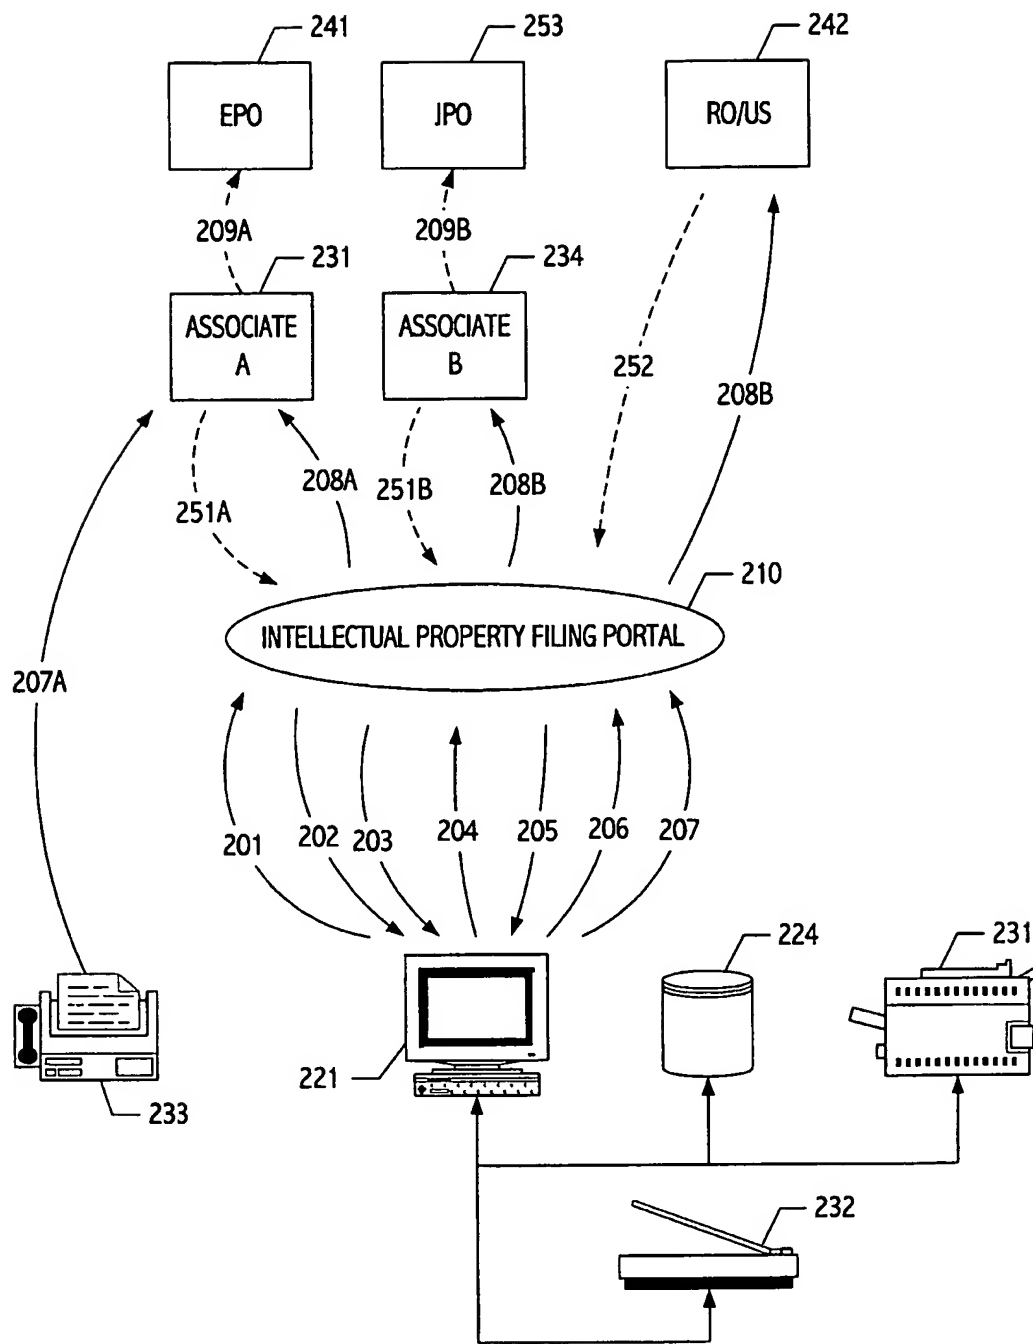 241
253
242
EPO
JPO
RO/US
209A
209B
231
234
ASSOCIATE
A
ASSOCIATE
B
252
208B
208A
251B
208B
251A
210
INTELLECTUAL PROPERTY FILING PORTAL
207A
201
202
203
204
205
206
207
224
231
221
233
232